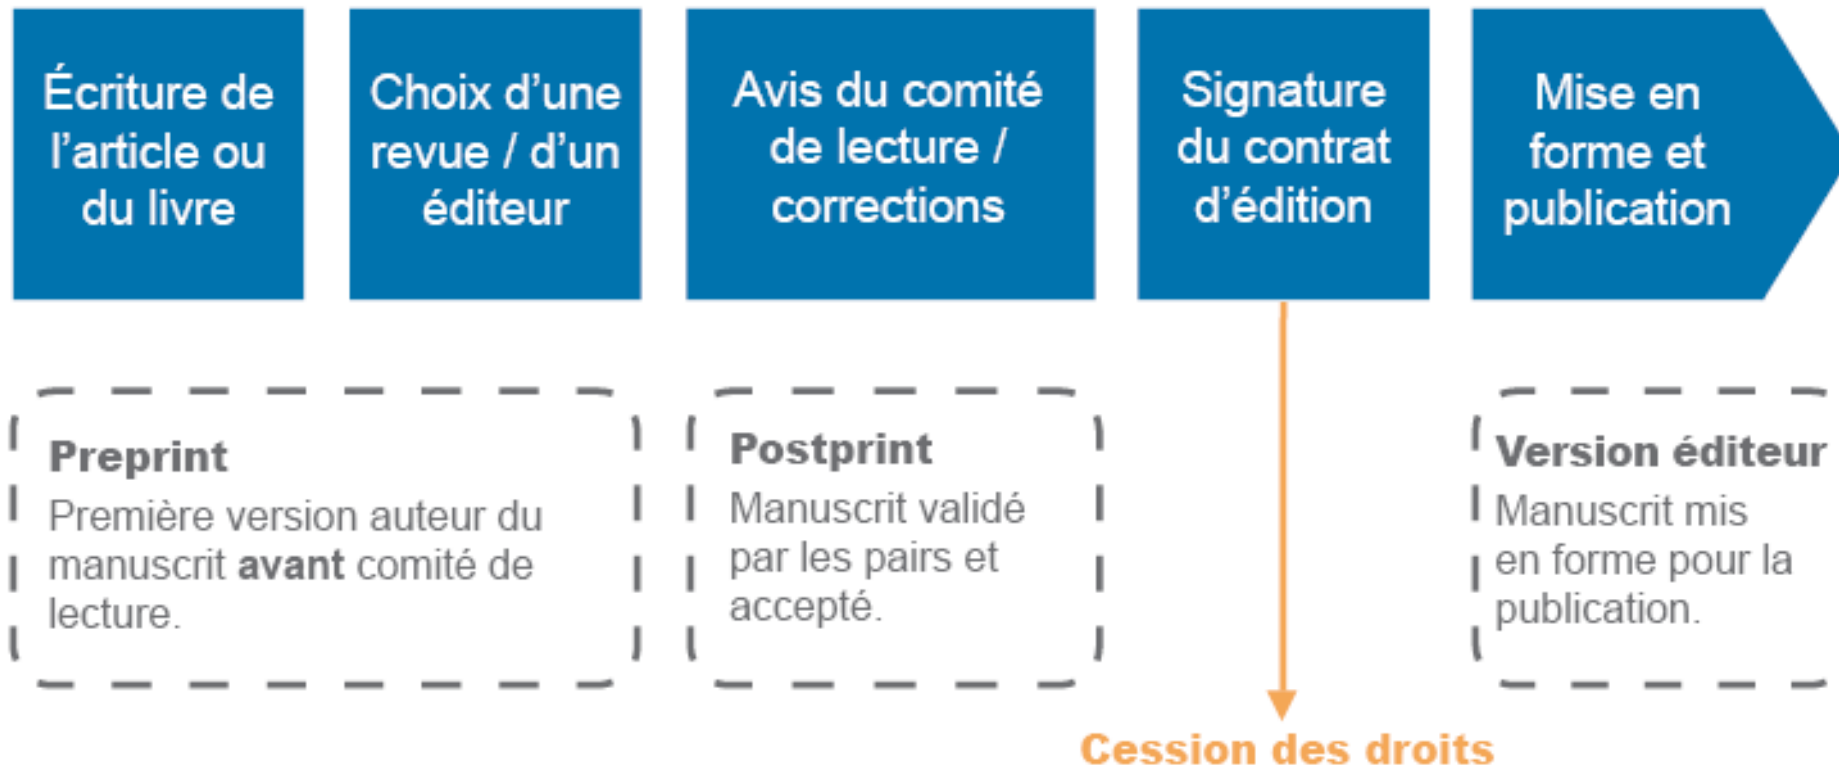 Écriture de
l'article ou
du livre
Choix d'une
revue / d'un
éditeur
Avis du comité
de lecture /
corrections
Signature
du contrat
d'édition
Mise en
forme et
publication
Preprint
Première version auteur du
manuscrit avant comité de
lecture.
Postprint
Manuscrit validé
par les pairs et
accepté.
Version éditeur
Manuscrit mis
en forme pour la
publication.
Cession des droits